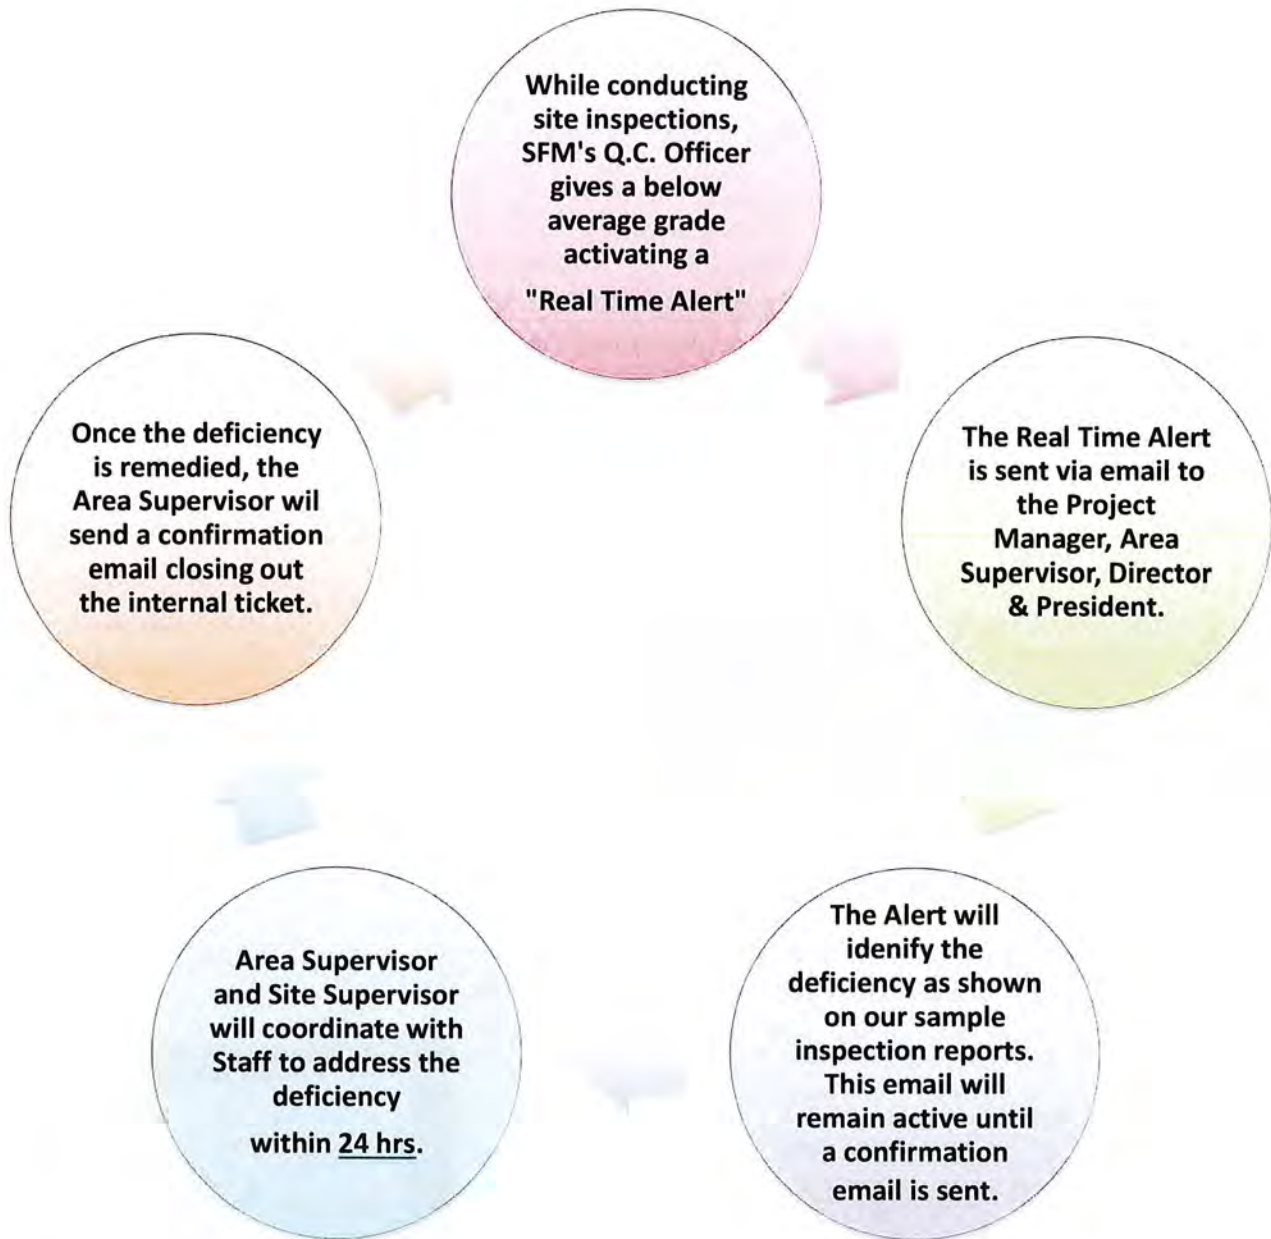 While conducting
site inspections,
SFM's Q.C. Officer
gives a below
average grade
activating a
"Real Time Alert"
The Real Time Alert
is sent via email to
the Project
Manager, Area
Supervisor, Director
& President.
The Alert will
idenify the
deficiency as shown
on our sample
inspection reports.
This email will
remain active until
a confirmation
email is sent.
Area Supervisor
and Site Supervisor
will coordinate with
Staff to address the
deficiency
within 24 hrs.
Once the deficiency
is remedied, the
Area Supervisor wil
send a confirmation
email closing out
the internal ticket.